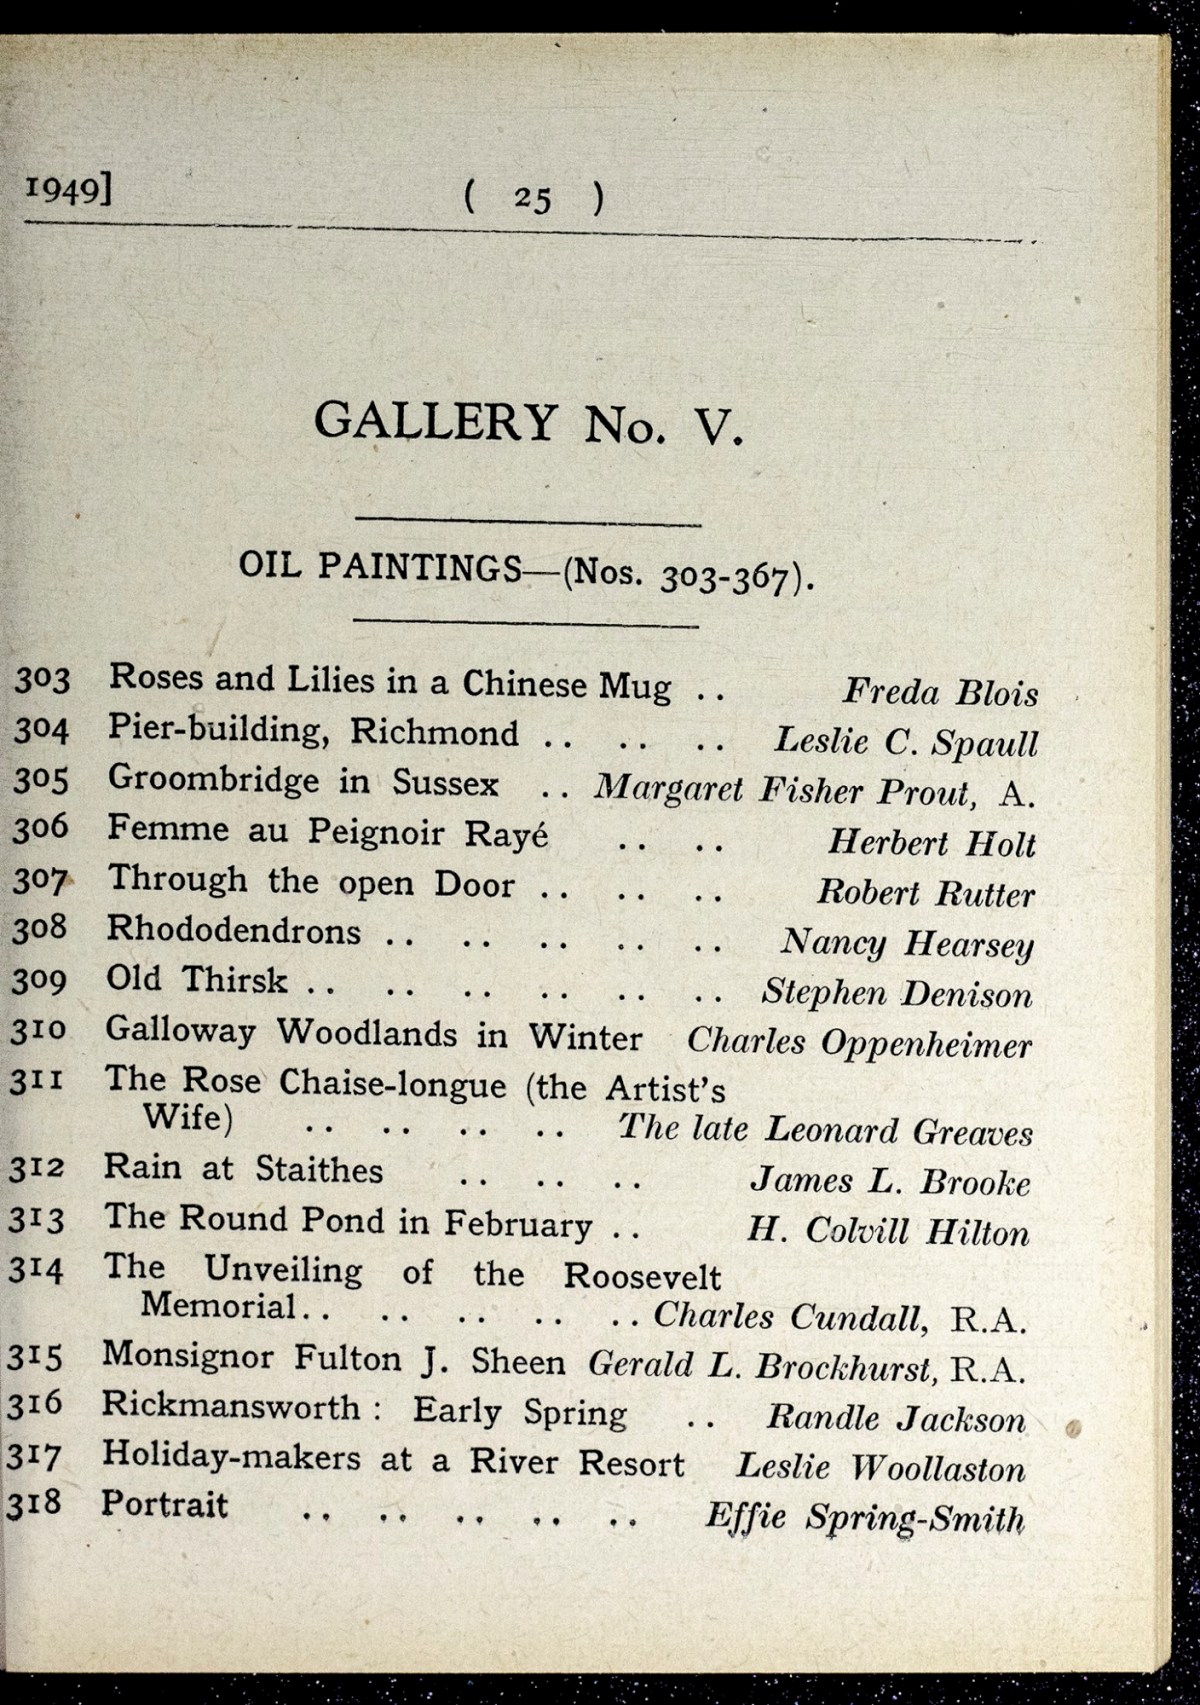 1949] ( 25 )
GALLERY No. V.
OIL PAINTINGS—(Nos. 303-367).
303 Roses and Lilies in a Chinese Mug .. Freda Blois
304 Pier-building, Richmond .. .. .. Leslie C. Spaull
305 Groombridge in Sussex .. Margaret Fisher Prout, A.
306 Femme au Peignoir Rayé .. .. Herbert Holt
307 Through the open Door .. .. .. Robert Rutter
308 Rhododendrons .. .. .. .. .. Nancy Hearsey
309 Old Thirsk .. .. .. .. .. .. Stephen Denison
310 Galloway Woodlands in Winter Charles Oppenheimer
311 The Rose Chaise-longue (the Artist's
Wife) .. .. .. .. The late Leonard Greaves
312 Rain at Staithes .. .. .. James L. Brooke
313 The Round Pond in February .. H. Colvill Hilton
314 The Unveiling of the Roosevelt
Memorial.. .. .. .. .. Charles Cundall, R.A.
315 Monsignor Fulton J. Sheen Gerald L. Brockhurst, R.A.
316 Rickmansworth : Early Spring .. Randle Jackson
317 Holiday-makers at a River Resort Leslie Woollaston
318 Portrait .. .. .. .. .. Effie Spring-Smith